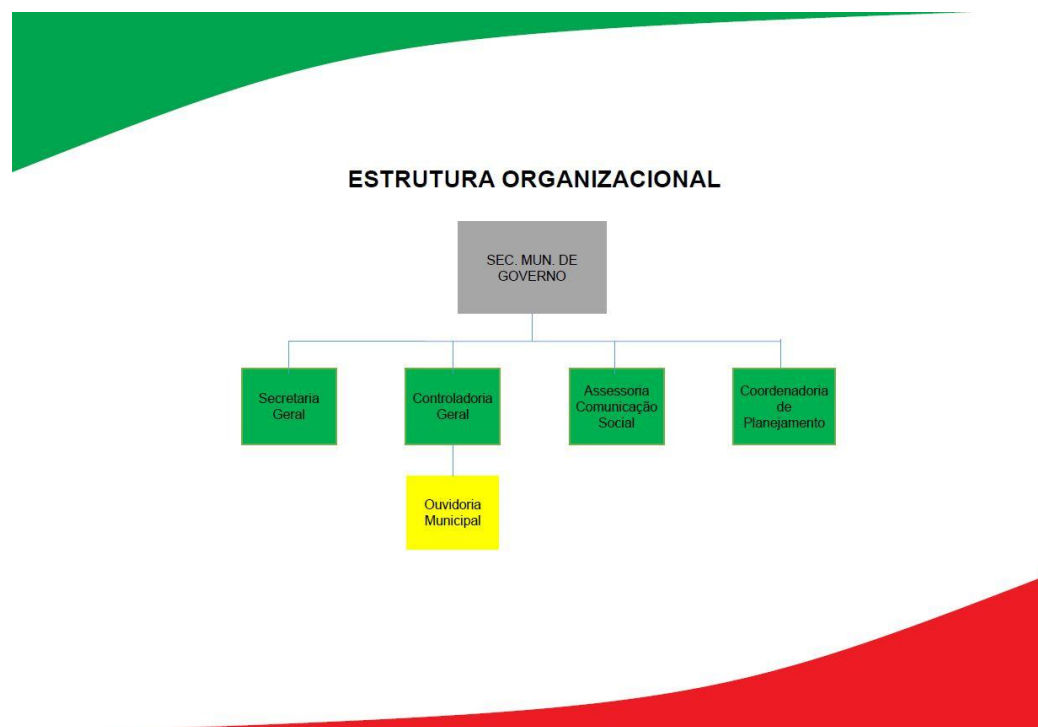 ESTRUTURA ORGANIZACIONAL
SEC. MUN. DE
GOVERNO
Secretaria
Geral
Controladoria
Geral
Assessoria
Comunicação
Social
Coordenadoria
de
Planejamento
Ouvidoria
Municipal